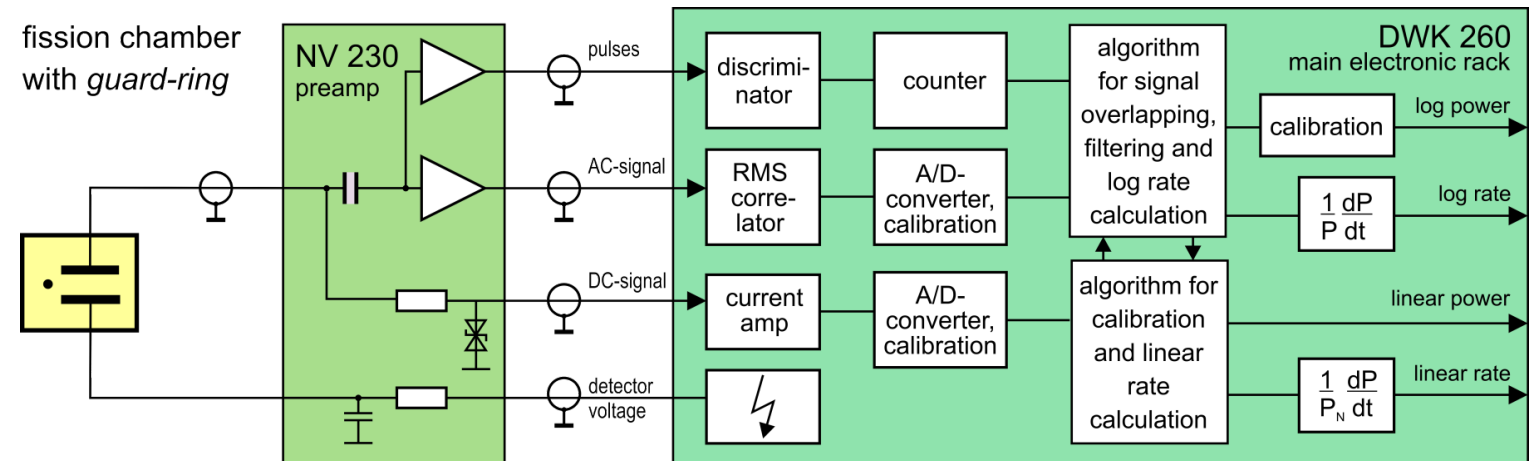 fission chamber
with guard-ring
NV 230
preamp
pulses
AC-signal
DC-signal
detector
voltage
DWK 260
main electronic rack
discrimi-
nator
counter
algorithm
for signal
overlapping,
filtering and
log rate
calculation
calibration
log power
RMS
corre-
lator
A/D-
converter,
calibration
1 dP
P dt
log rate
current
amp
A/D-
converter,
calibration
algorithm for
calibration
and linear
rate
calculation
linear power
1 dP
PN dt
linear rate